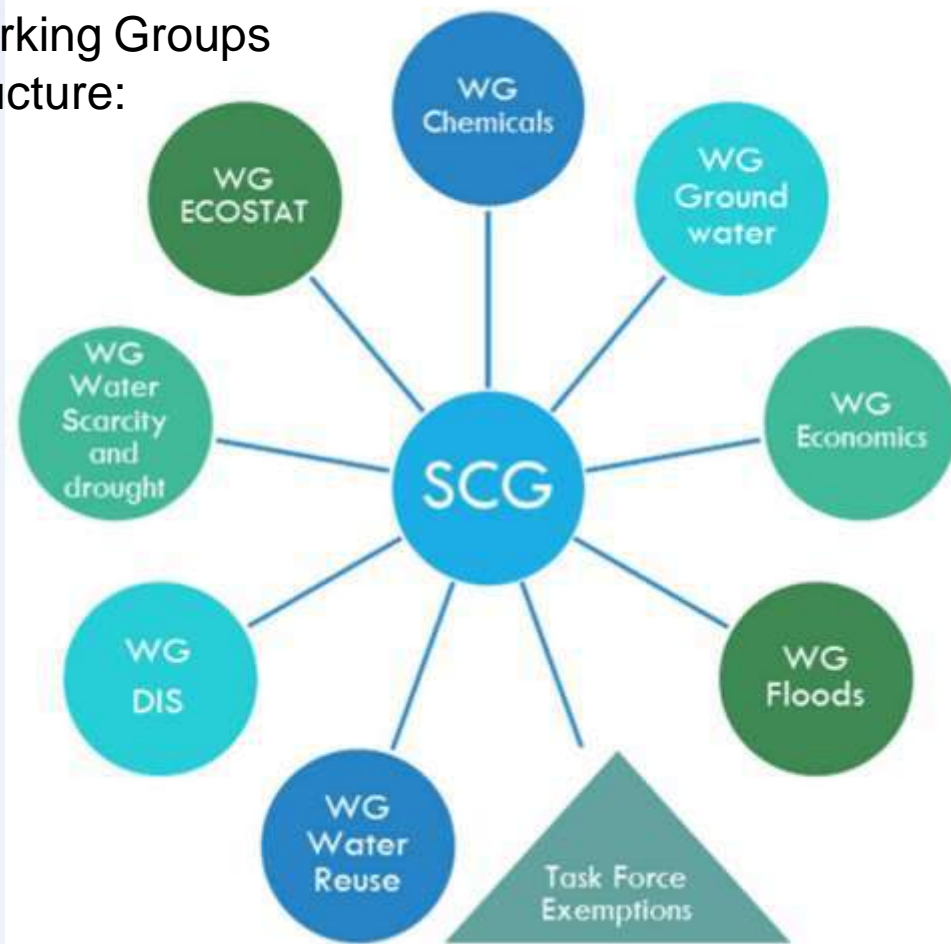 rking Groups
ucture:
WG
Chemicals
WG
ECOSTAT
WG
Ground
water
WG
Water
Scarcity
and
drought
WG
Economics
SCG
WG
DIS
WG
Floods
WG
Water
Reuse
Task Force
Exemptions